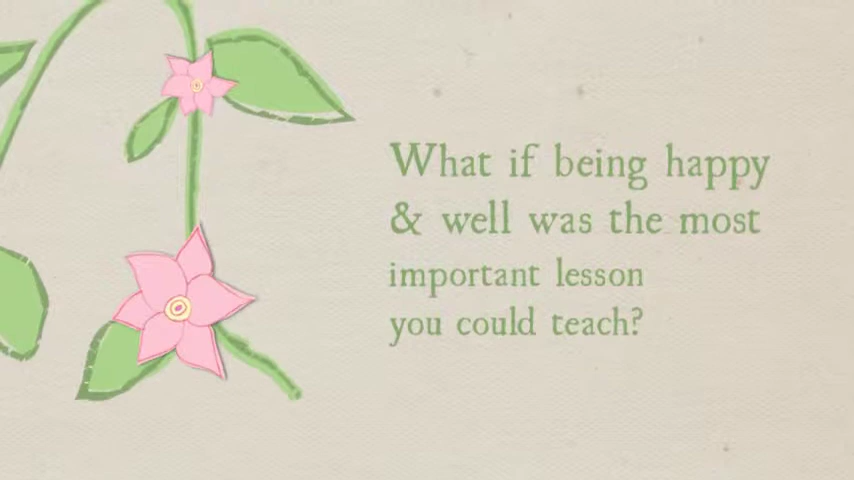 What if being happy
& well was the most
important lesson
you could teach?